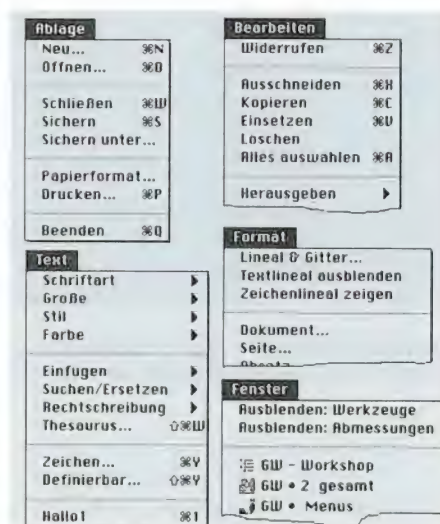 Ablage
Neu... ⌘N
Öffnen... ⌘O
Schließen ⌘W
Sichern ⌘S
Sichern unter...
Papierformat...
Drucken... ⌘P
Beenden ⌘Q
Text
Schriftart ▶
Größe ▶
Stil ▶
Farbe ▶
Einfügen ▶
Suchen/Ersetzen ▶
Rechtschreibung ▶
Thesaurus... ⇧⌘W
Zeichen... ⌘Y
Definierbar... ⇧⌘Y
Hallo1 ⌘1
Bearbeiten
Widerrufen ⌘Z
Ausschneiden ⌘X
Kopieren ⌘C
Einsetzen ⌘V
Löschen
Alles auswählen ⌘A
Herausgeben ▶
Format
Lineal & Gitter...
Textlineal ausblenden
Zeichenlineal zeigen
Dokument...
Seite...
Absatz...
Fenster
Ausblenden: Werkzeuge
Ausblenden: Abmessungen
GW - Workshop
GW • 2 gesamt
GW • Menus